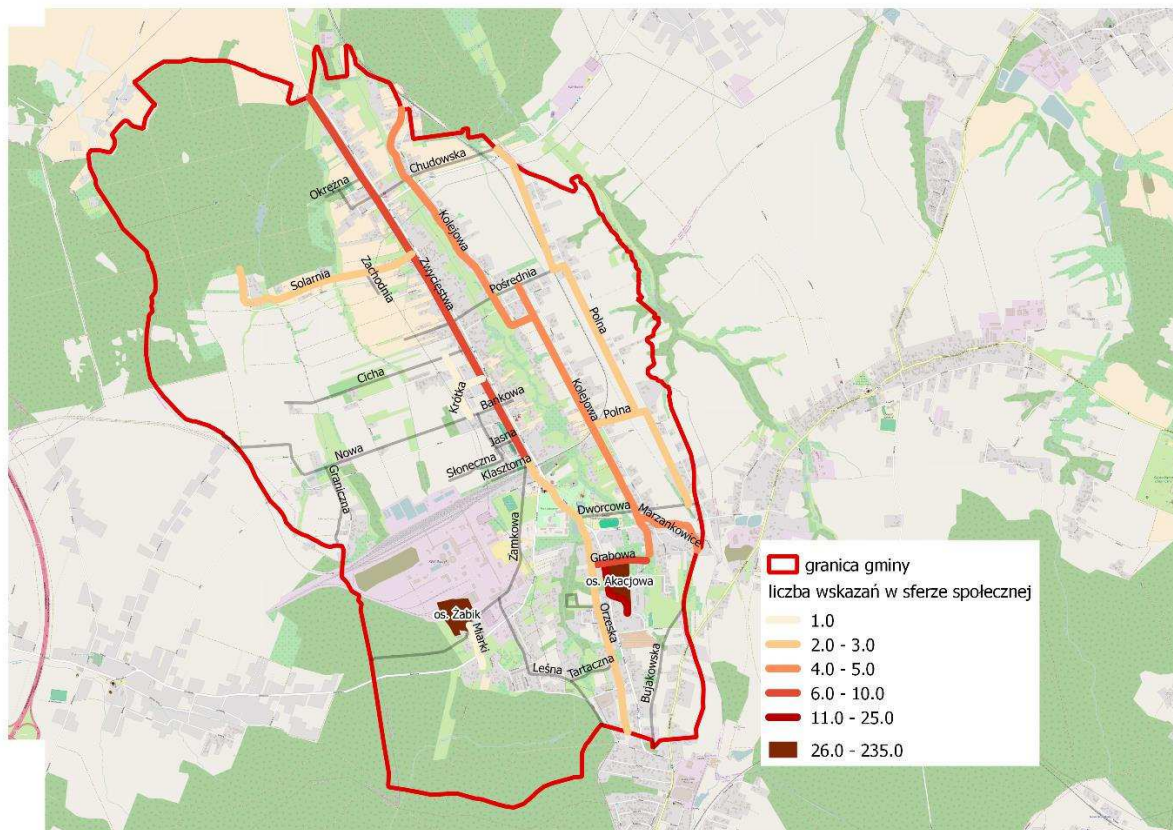 Chudowska
Okrężna
Kolejowa
Solarnia
Zachodnia
Zwycięstwa
Pośrednia
Polna
Cicha
Krótka
Kolejowa
Bankowa
Polna
Jasna
Nowa
Słoneczna
Klasztorna
Graniczna
Zamkowa
Dworcowa
Marzankowice
Grabowa
os. Akacjowa
os. Żabik
Miarki
Orzeska
Leśna
Tartaczna
Bujakowska
granica gminy
liczba wskazań w sferze społecznej
1.0
2.0 - 3.0
4.0 - 5.0
6.0 - 10.0
11.0 - 25.0
26.0 - 235.0